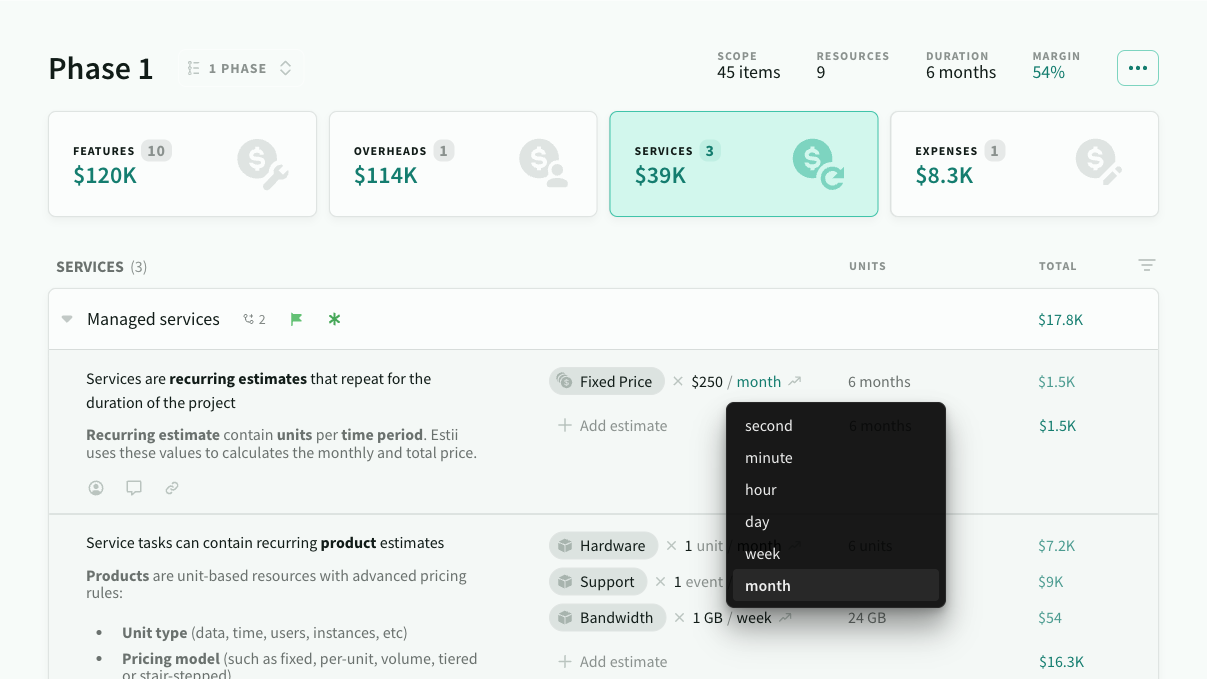 Phase 1
1 PHASE
SCOPE
45 items
RESOURCES
9
DURATION
6 months
MARGIN
54%
FEATURES 10
$120K
OVERHEADS 1
$114K
SERVICES 3
$39K
EXPENSES 1
$8.3K
SERVICES (3)
UNITS
TOTAL
Managed services
2
$17.8K
Services are recurring estimates that repeat for the
duration of the project
Recurring estimate contain units per time period. Estii
uses these values to calculates the monthly and total price.
Fixed Price × $250 / month
6 months
$1.5K
Add estimate
6 months
$1.5K
second
minute
hour
day
week
month
Service tasks can contain recurring product estimates
Products are unit-based resources with advanced pricing
rules:
• Unit type (data, time, users, instances, etc)
• Pricing model (such as fixed, per-unit, volume, tiered
or stair-stepped)
Hardware × 1 unit / month
6 units
$7.2K
Support × 1 event
$9K
Bandwidth × 1 GB / week
24 GB
$54
Add estimate
$16.3K